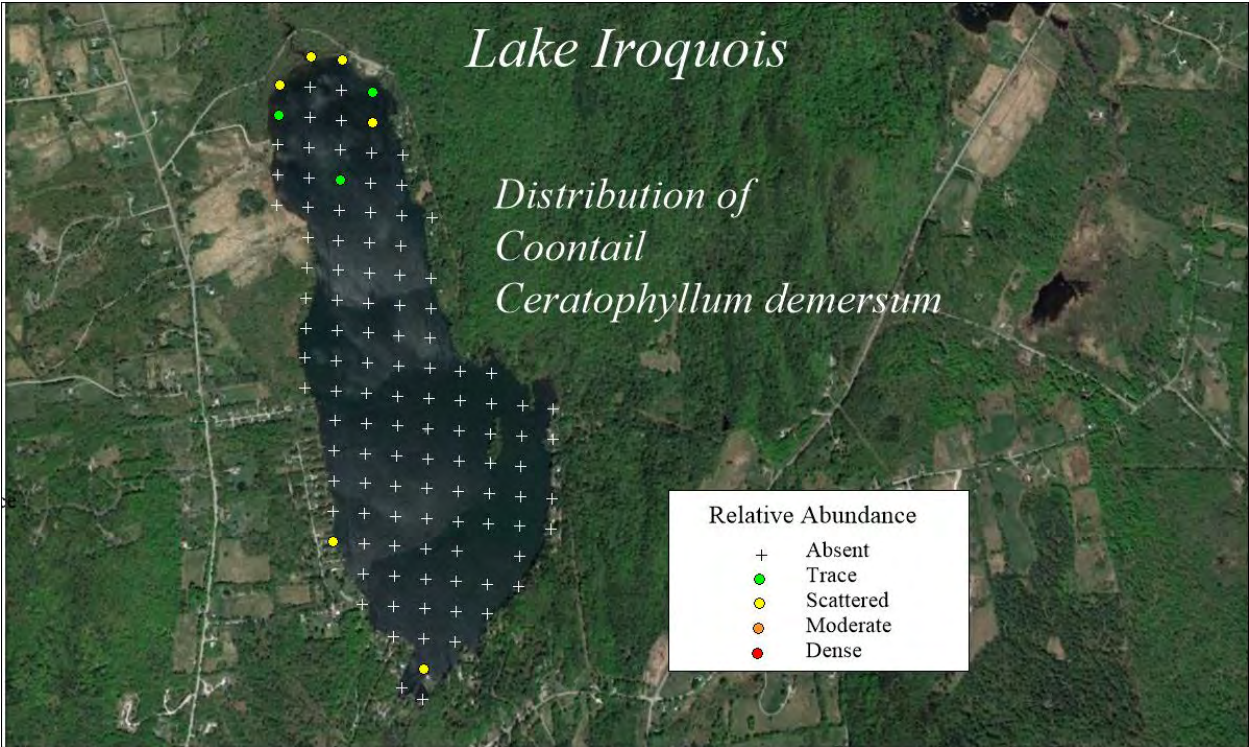 Lake Iroquois
Distribution of
Coontail
Ceratophyllum demersum
Relative Abundance
Absent
Trace
Scattered
Moderate
Dense